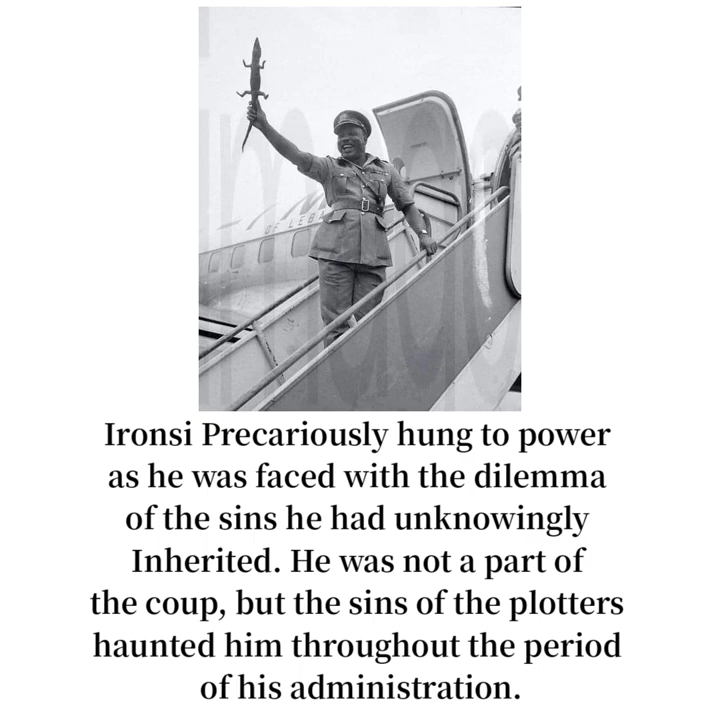 DE LEBA
Ironsi Precariously hung to power
as he was faced with the dilemma
of the sins he had unknowingly
Inherited. He was not a part of
the coup, but the sins of the plotters
haunted him throughout the period
of his administration.